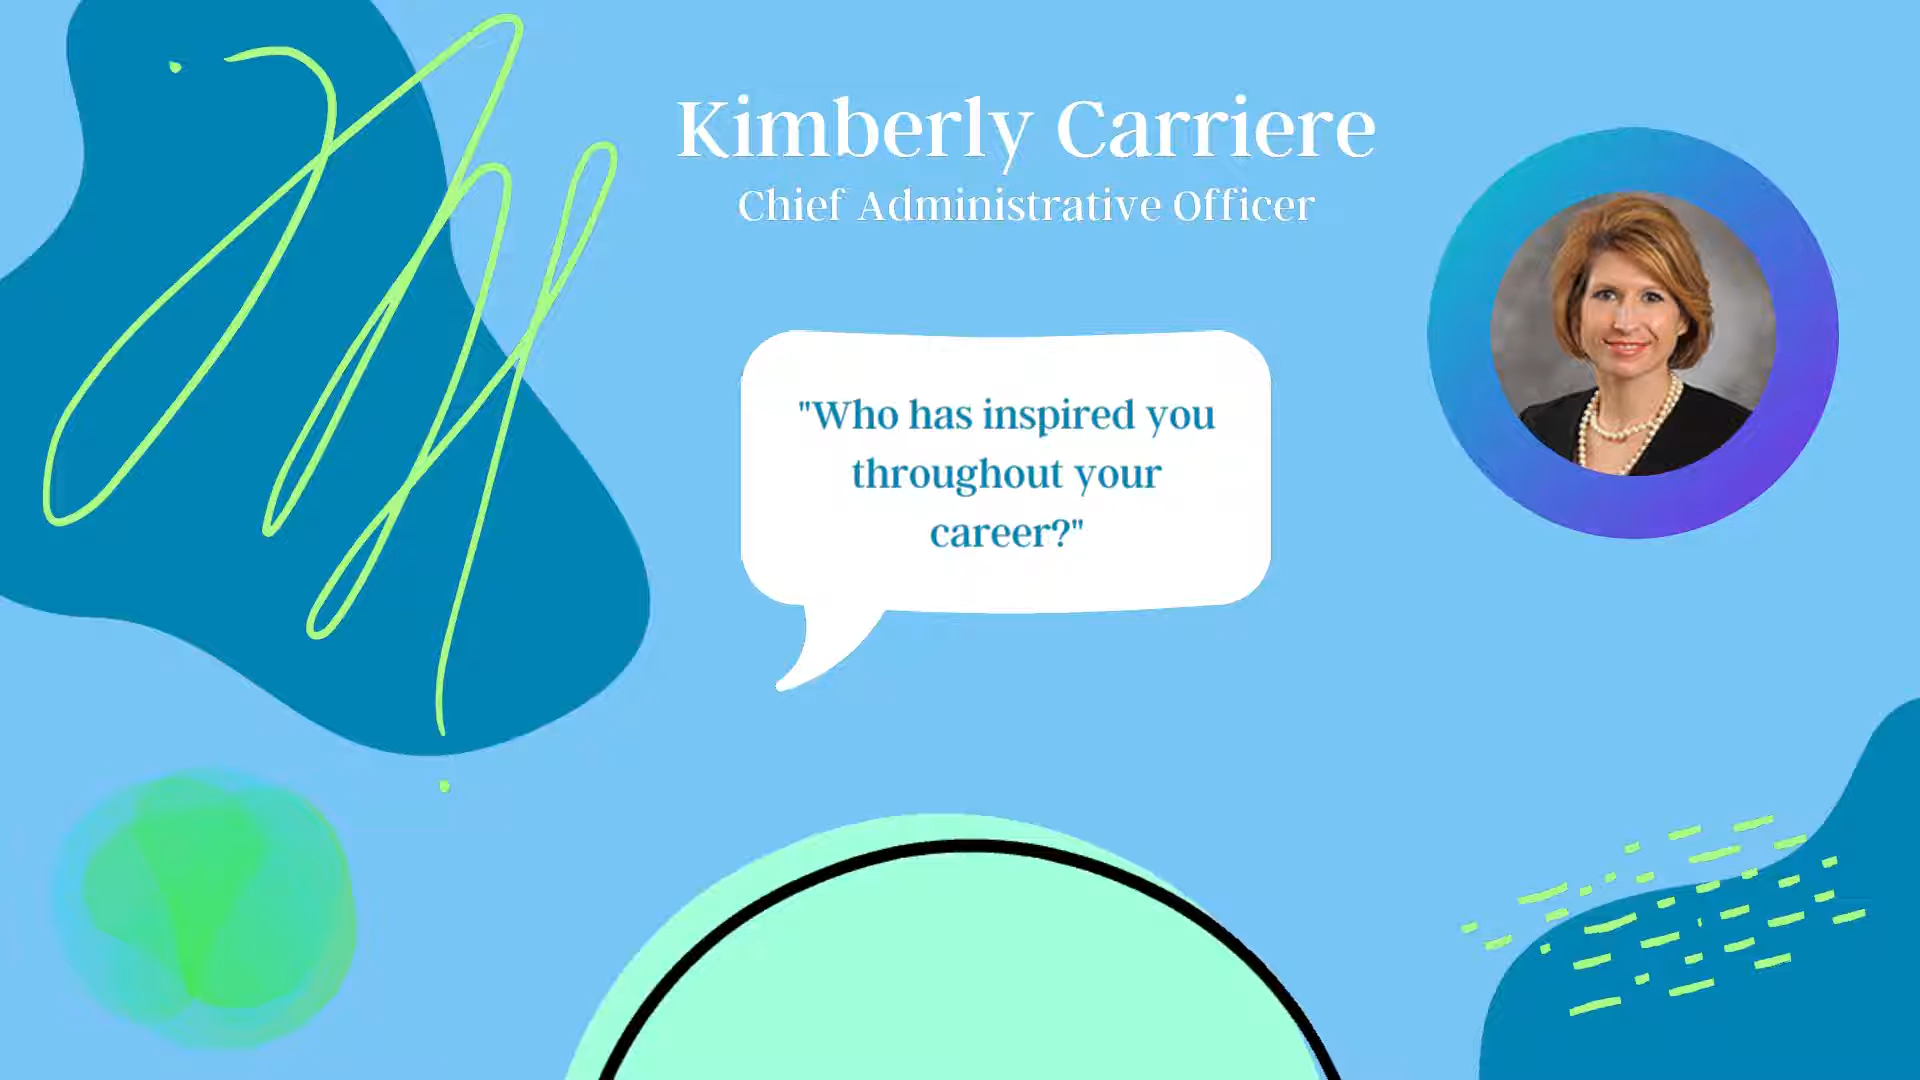 Kimberly Carriere
Chief Administrative Officer
"Who has inspired you
throughout your
career?"